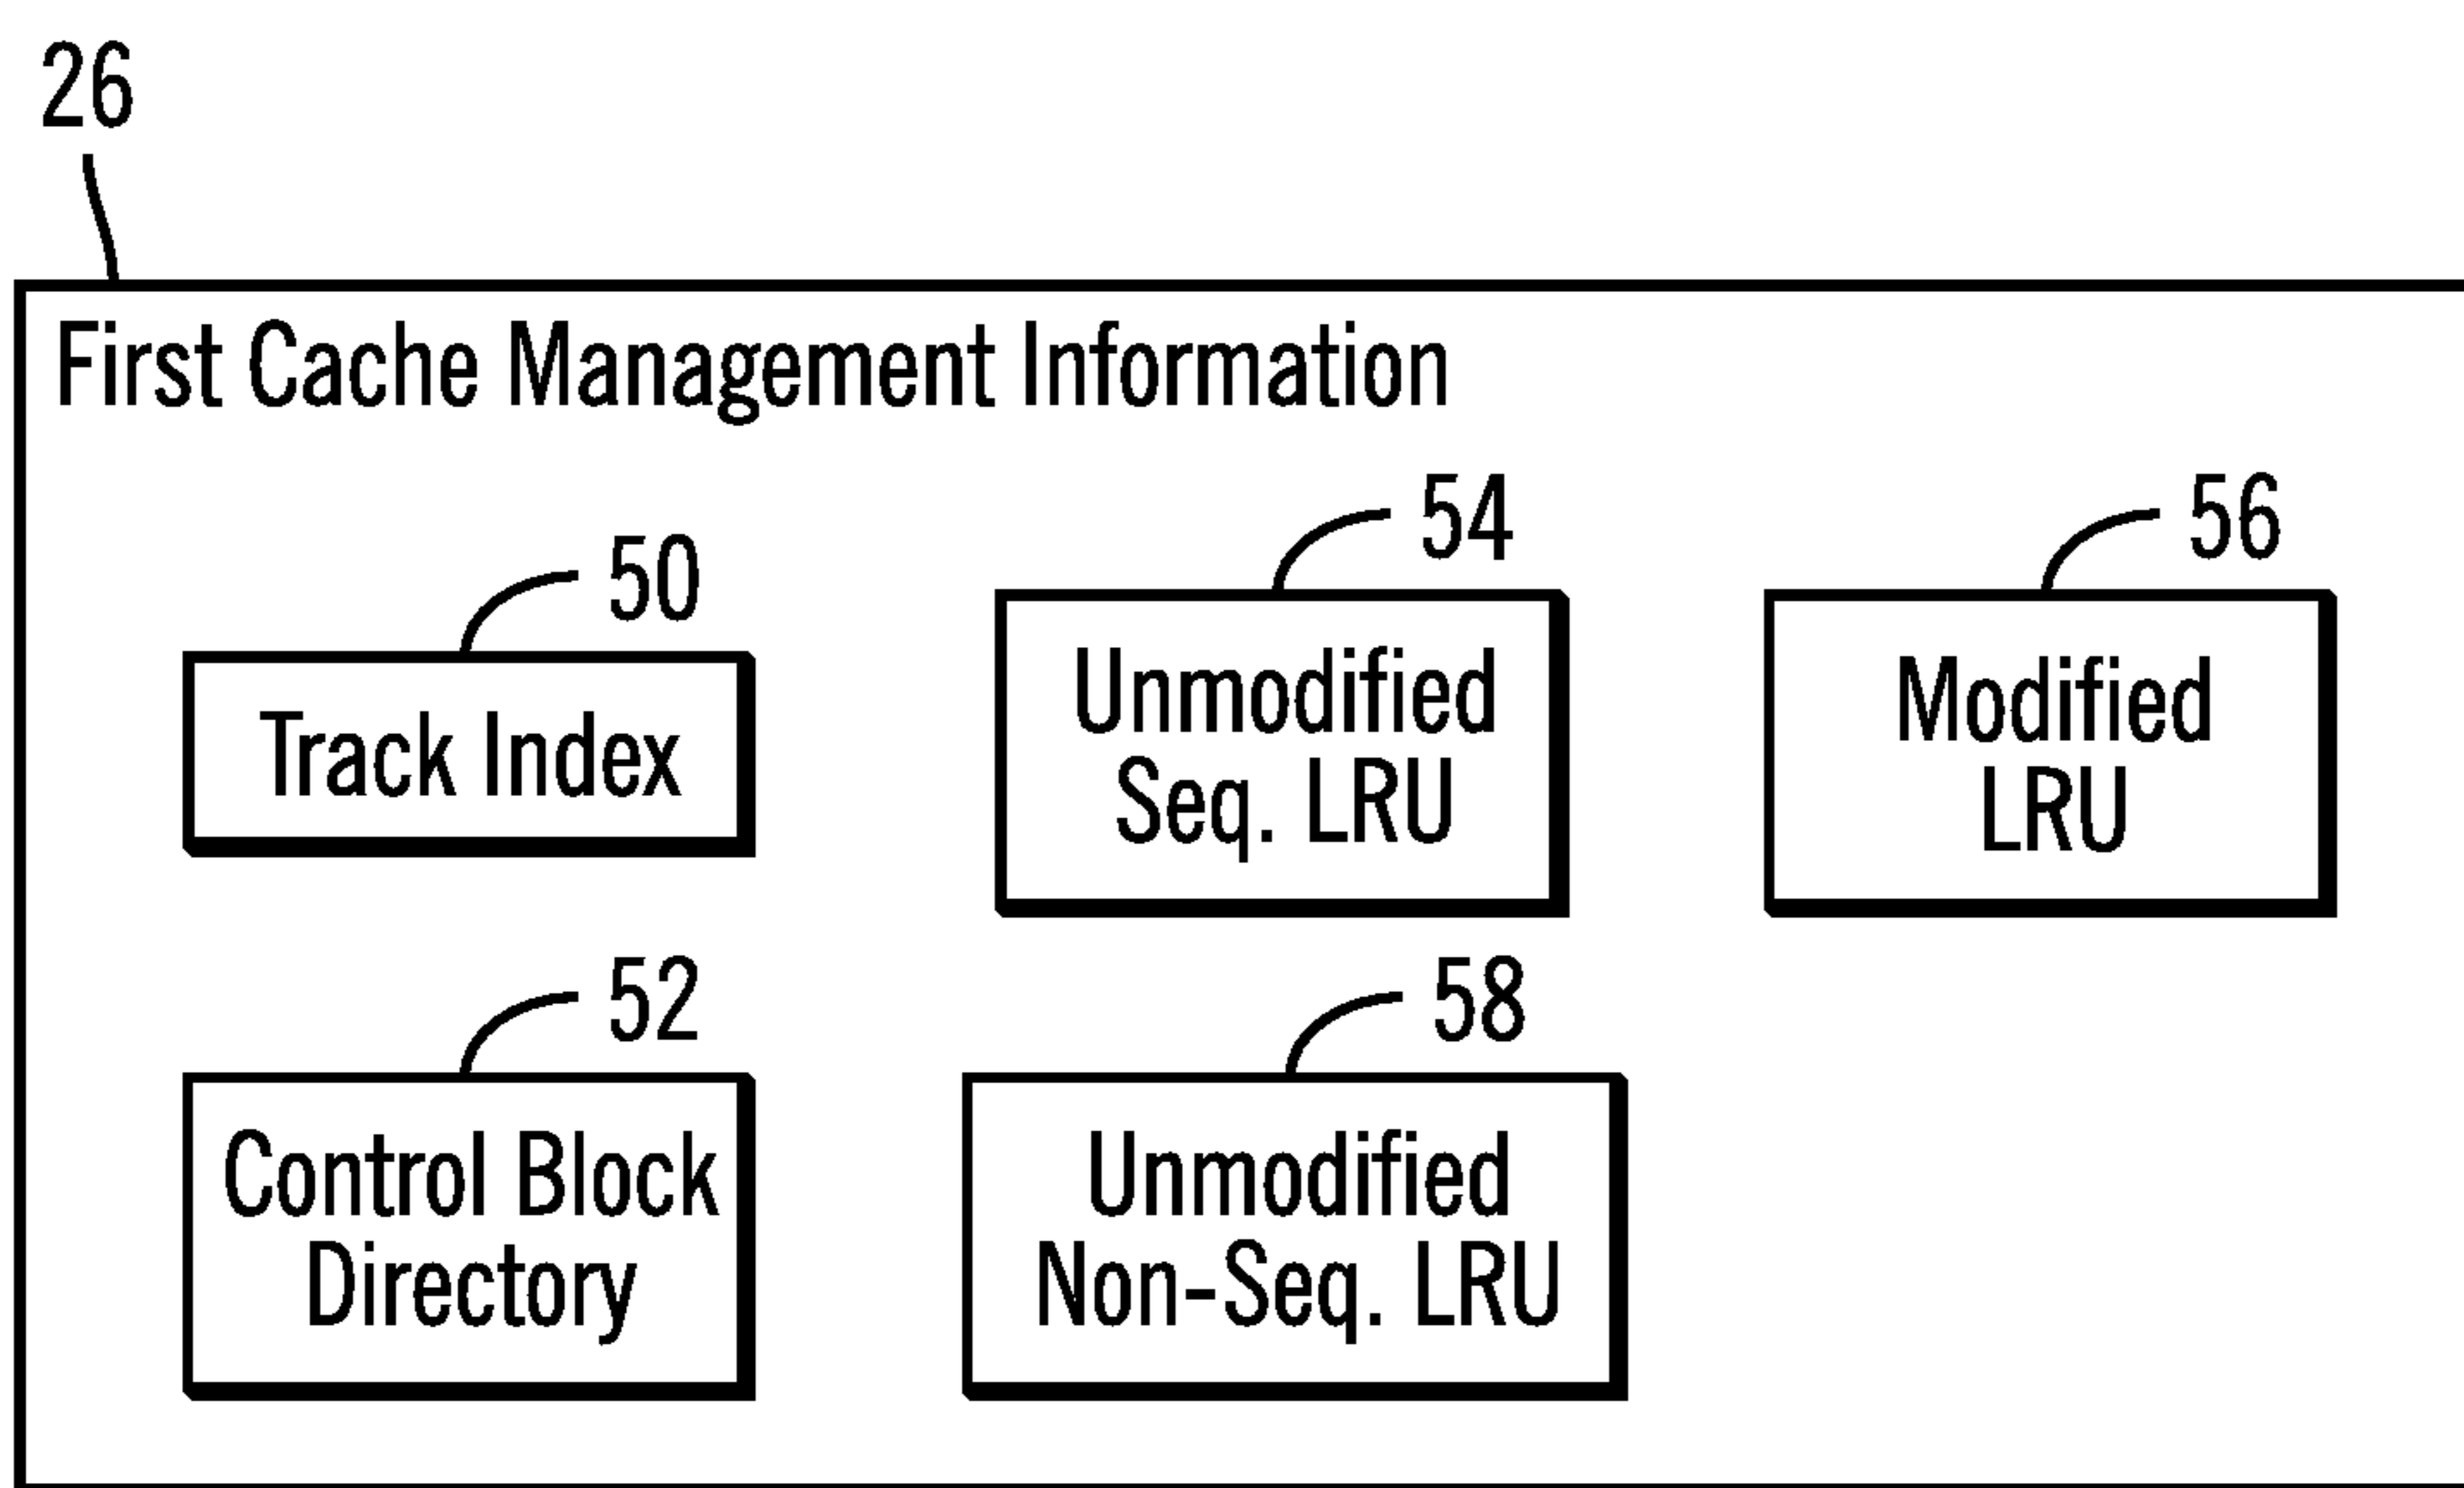 26
First Cache Management Information
50
Track Index
54
Unmodified
Seq. LRU
56
Modified
LRU
52
Control Block
Directory
58
Unmodified
Non-Seq. LRU